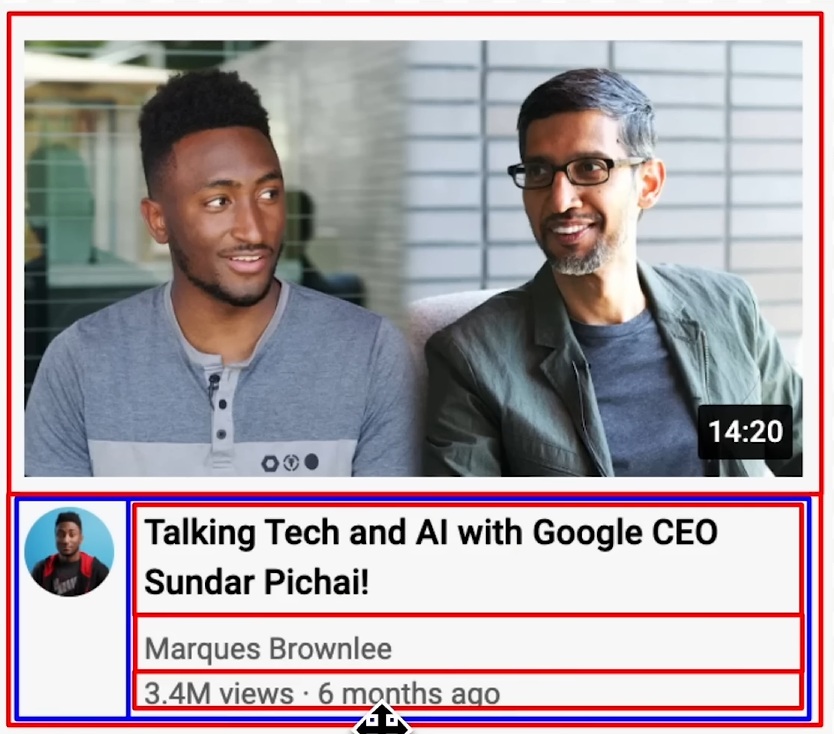 14:20
Talking Tech and AI with Google CEO
Sundar Pichai!
Marques Brownlee
3.4M views · 6 months ago